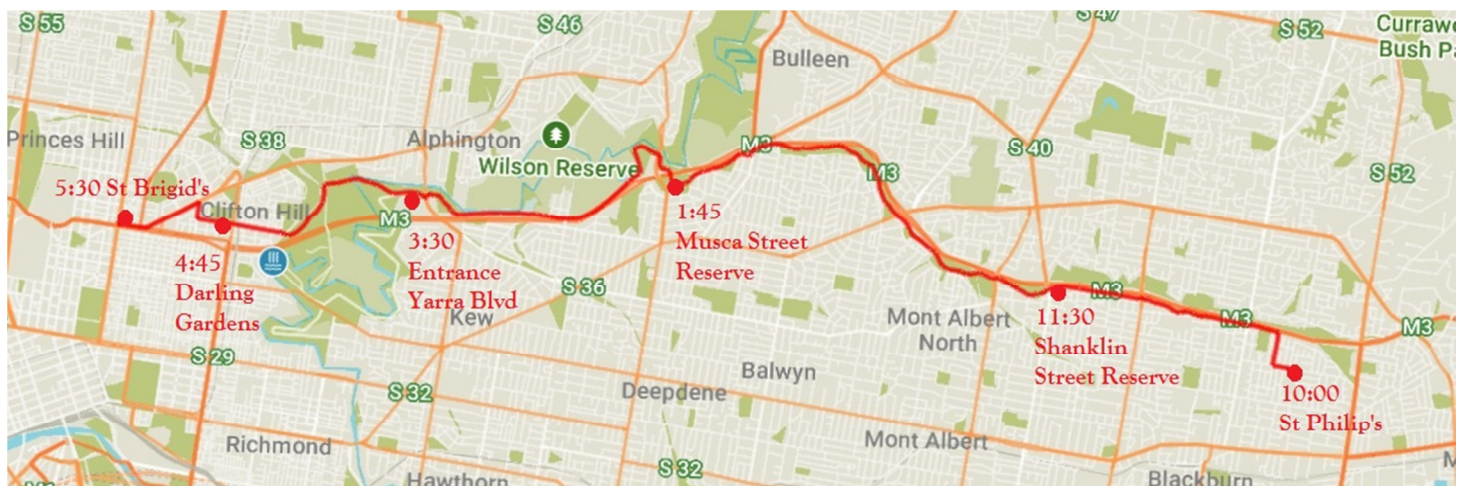 S 55
S 46
S 47
S 52
Bulleen
Princes Hill
S 38
Alphington
M3
S 40
Wilson Reserve
M3
S 52
5:30 St Brigid's
Clifton Hill
M3
1:45
Musca Street
Reserve
3:30
Entrance
Yarra Blvd
4:45
Darling
Gardens
S 36
Kew
M3
Mont Albert
North
11:30
Shanklin
Street Reserve
M3
M3
S 29
S 32
Deepdene
Balwyn
10:00
St Philip's
Richmond
Mont Albert
S 32
Hawthorn
Blackburn